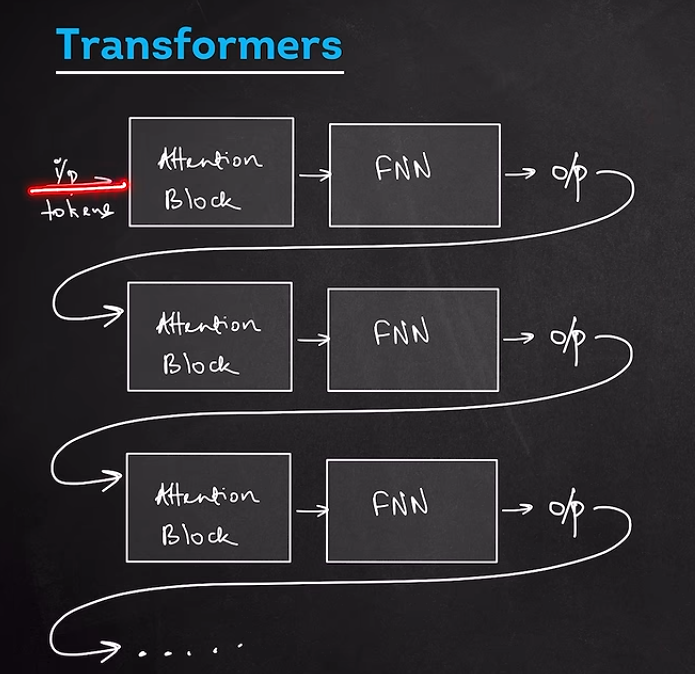 Transformers
i/p
tokens
Attention
Block
FNN
o/p
Attention
Block
FNN
o/p
Attention
Block
FNN
o/p
. . . . .